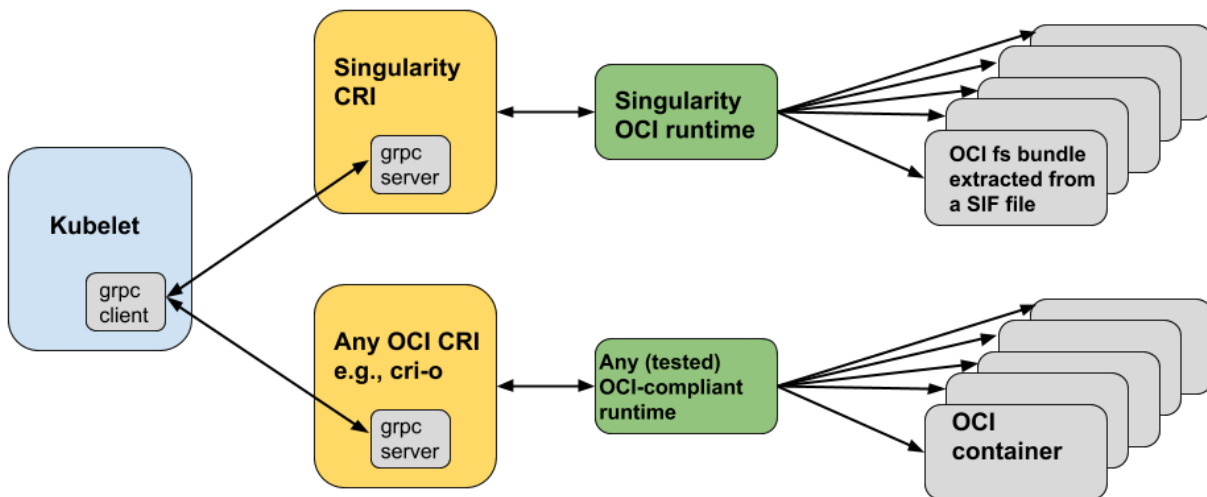 Singularity
CRI
grpc
server
Singularity
OCI runtime
OCI fs bundle
extracted from
a SIF file
Kubelet
grpc
client
Any OCI CRI
e.g., cri-o
grpc
server
Any (tested)
OCI-compliant
runtime
OCI
container